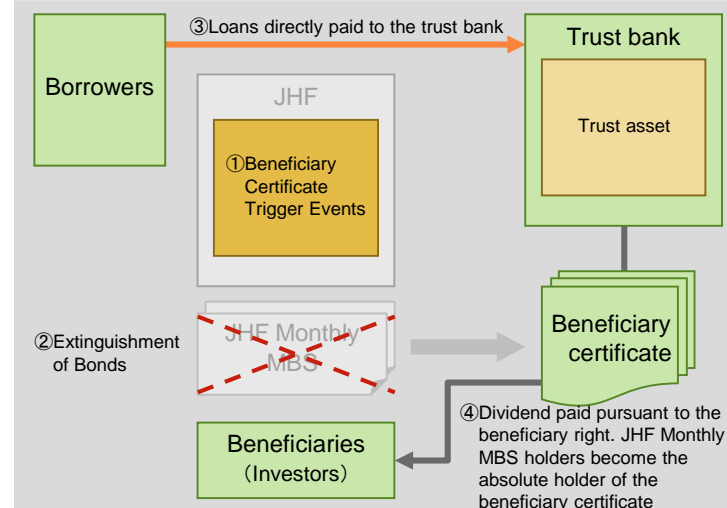 ③Loans directly paid to the trust bank
Borrowers
Trust bank
JHF
Trust asset
①Beneficiary
Certificate
Trigger Events
②Extinguishment
of Bonds
JHF Monthly
MBS
Beneficiary
certificate
Beneficiaries
（Investors）
④Dividend paid pursuant to the
beneficiary right. JHF Monthly
MBS holders become the
absolute holder of the
beneficiary certificate